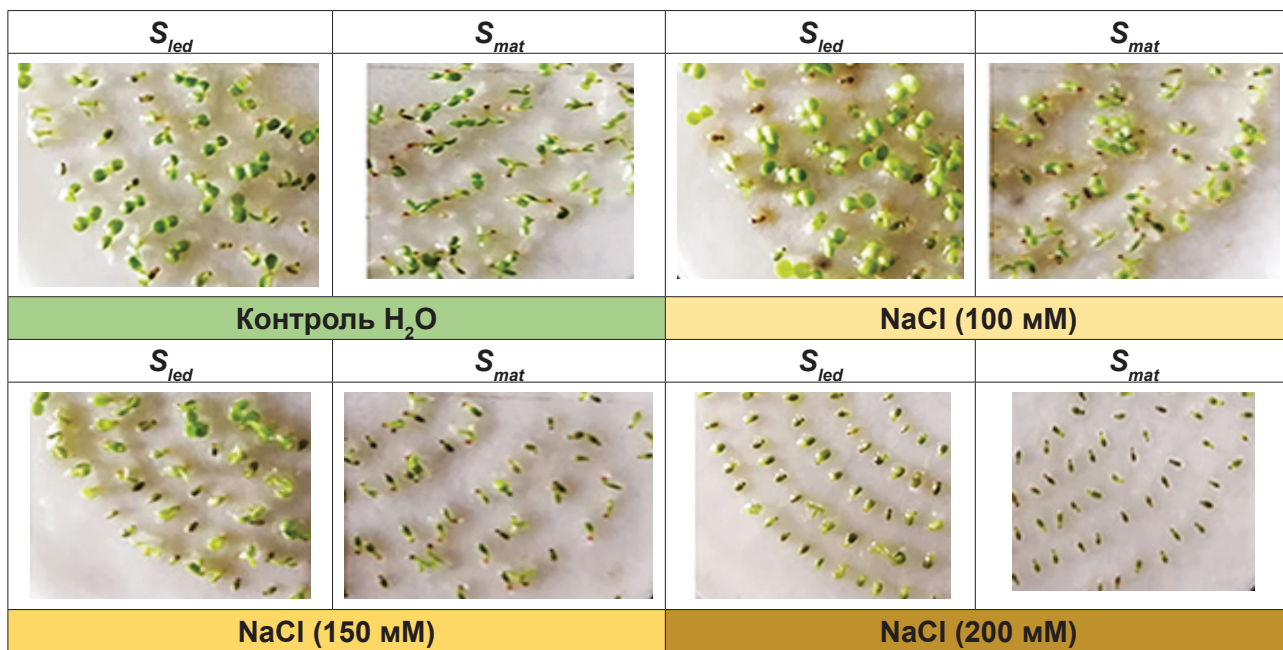 S_led S_mat S_led S_mat
Контроль H₂O NaCl (100 мМ)
S_led S_mat S_led S_mat
NaCl (150 мМ) NaCl (200 мМ)